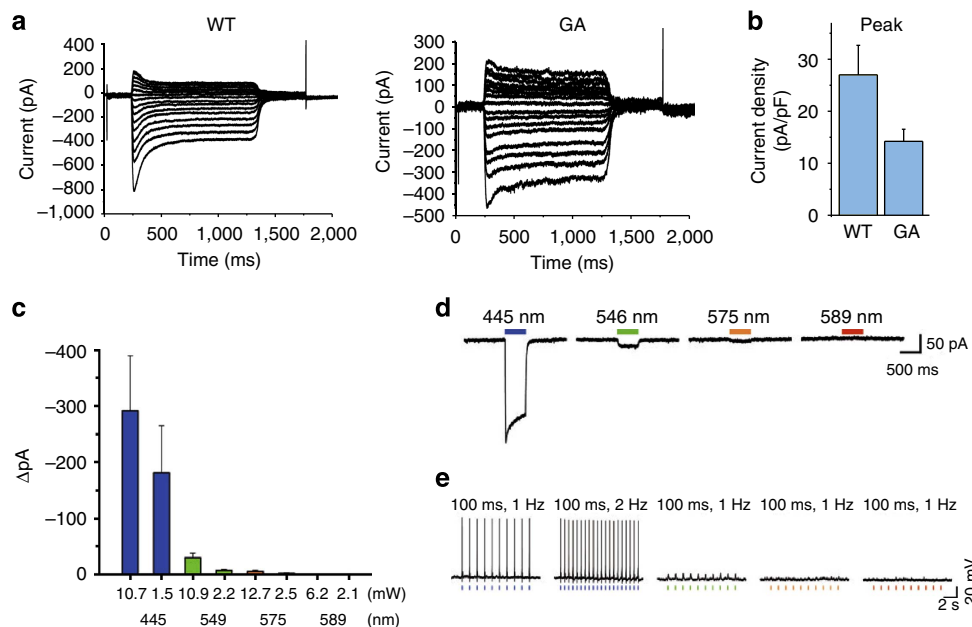 a
WT
Current (pA)
400
200
0
−200
−400
−600
−800
−1,000
0 500 1,000 1,500 2,000
Time (ms)
GA
Current (pA)
300
200
100
0
−100
−200
−300
−400
−500
0 500 1,000 1,500 2,000
Time (ms)
b
Peak
Current density
(pA/pF)
30
20
10
0
WT GA
c
ΔpA
−400
−300
−200
−100
0
10.7 1.5 10.9 2.2 12.7 2.5 6.2 2.1 (mW)
445 549 575 589 (nm)
d
445 nm 546 nm 575 nm 589 nm
50 pA
500 ms
e
100 ms, 1 Hz 100 ms, 2 Hz 100 ms, 1 Hz 100 ms, 1 Hz 100 ms, 1 Hz
2 s
20 mV